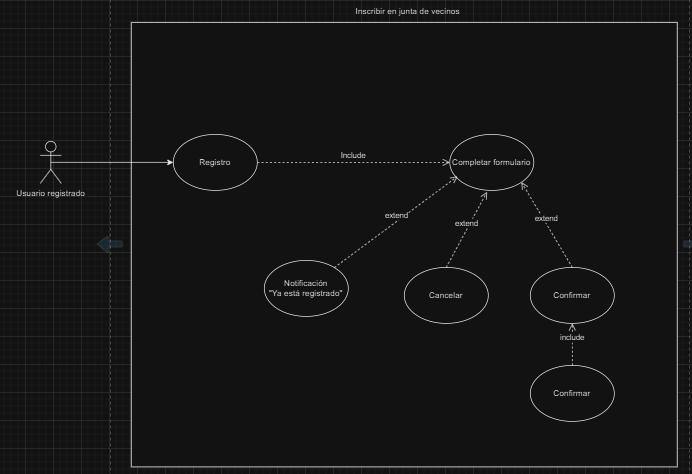 Inscribir en junta de vecinos
Usuario registrado
Registro
Include
Completar formulario
extend
extend
extend
Notificación
"Ya está registrado"
Cancelar
Confirmar
include
Confirmar